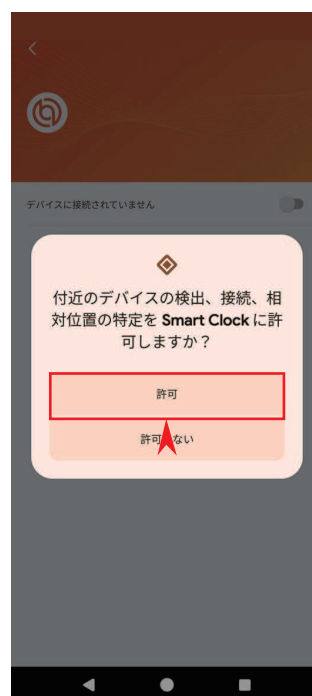 デバイスに接続されていません
付近のデバイスの検出、接続、相
対位置の特定を Smart Clock に許
可しますか？
許可
許可しない